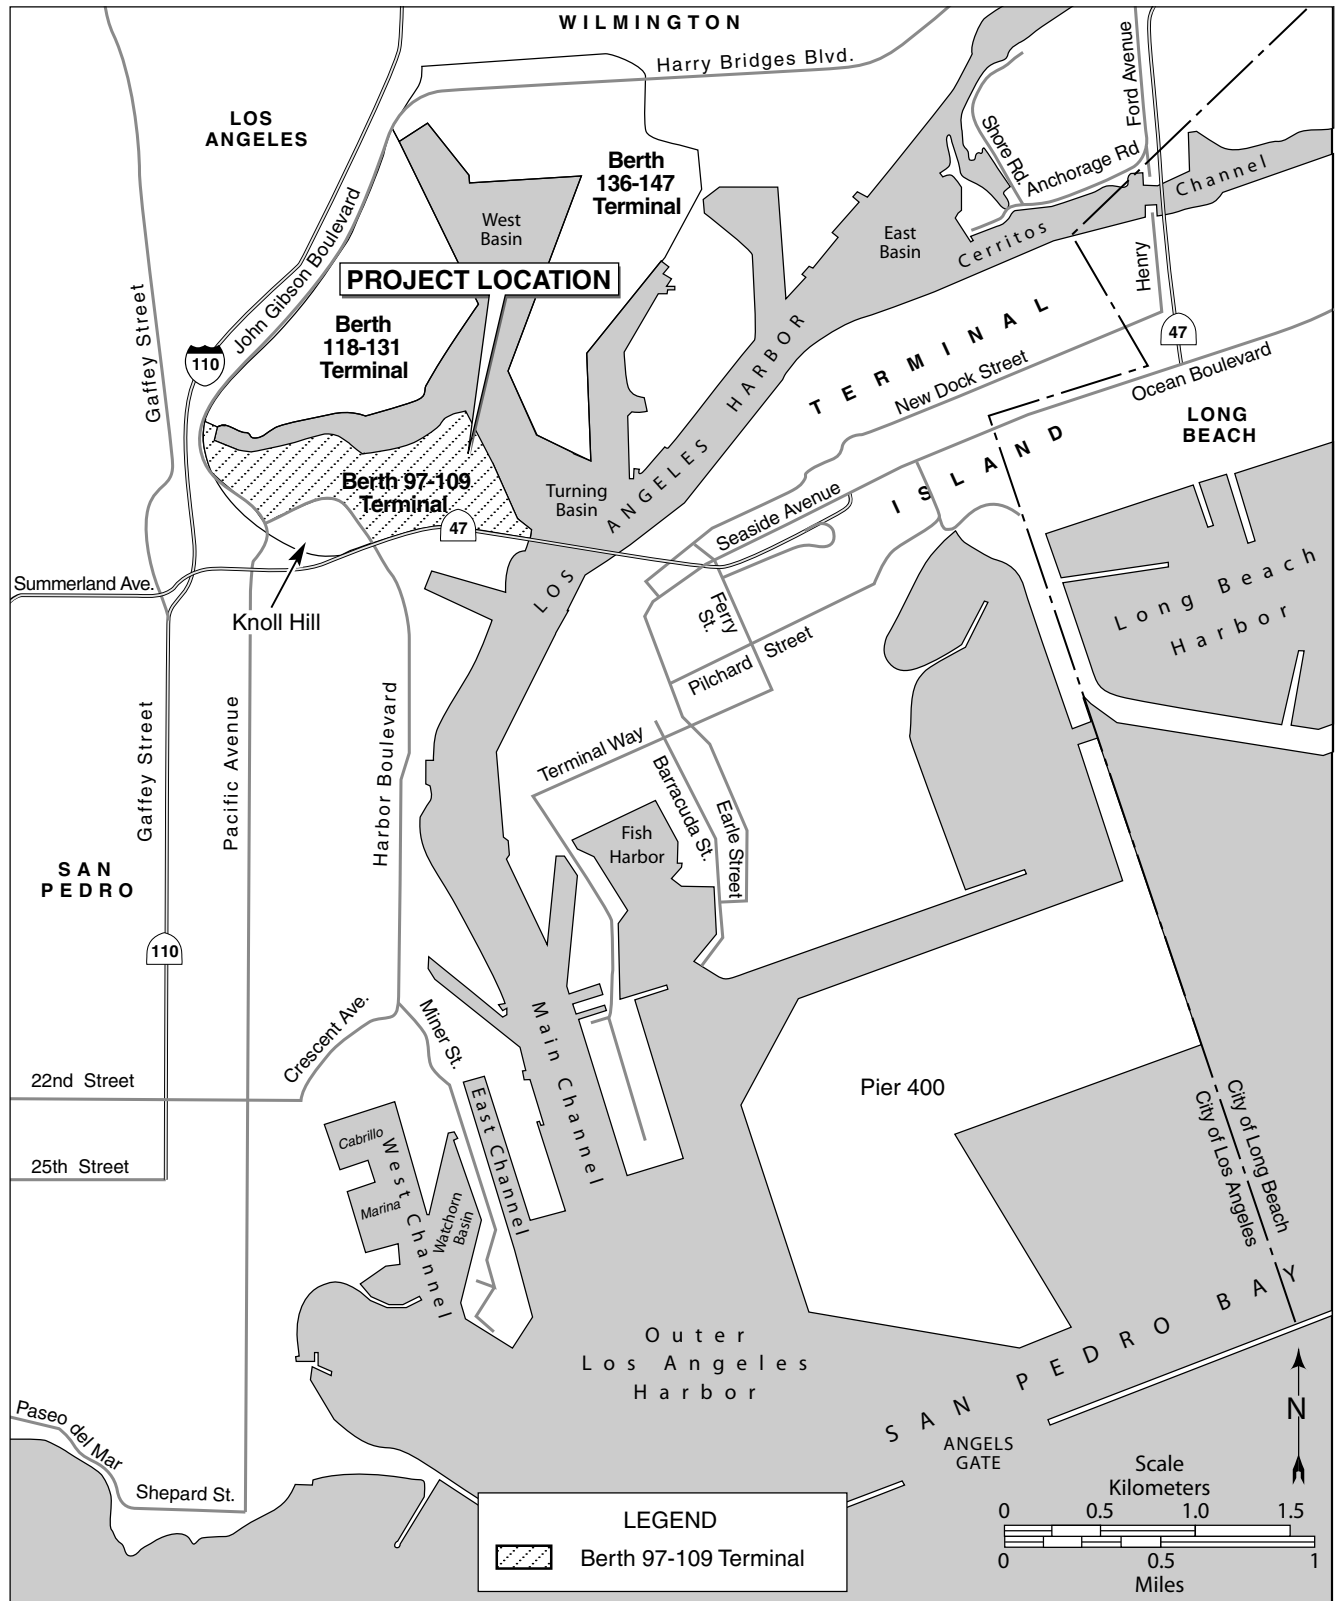 WILMINGTON
Harry Bridges Blvd.
Ford Avenue
LOS
ANGELES
Shore Rd.
Anchorage Rd
Berth
136-147
Terminal
Channel
Cerritos
West
Basin
East
Basin
John Gibson Boulevard
Gaffey Street
PROJECT LOCATION
Henry
Berth
118-131
Terminal
110
47
TERMINAL
ISLAND
New Dock Street
Ocean Boulevard
LONG
BEACH
LOS ANGELES HARBOR
Berth 97-109
Terminal
Turning
Basin
47
Seaside Avenue
Summerland Ave.
Knoll Hill
Long Beach
Harbor
Ferry
St.
Pilchard Street
Terminal Way
Gaffey Street
Pacific Avenue
Harbor Boulevard
Barracuda St.
Earle Street
Fish
Harbor
SAN
PEDRO
110
Crescent Ave.
Miner St.
Main Channel
22nd Street
25th Street
Pier 400
Cabrillo
Marina
West Channel
Watchorn
Basin
East Channel
City of Long Beach
City of Los Angeles
Outer
Los Angeles
Harbor
SAN PEDRO BAY
ANGELS
GATE
N
Paseo del Mar
Shepard St.
LEGEND
Berth 97-109 Terminal
Scale
Kilometers
0 0.5 1.0 1.5
0 0.5 1
Miles